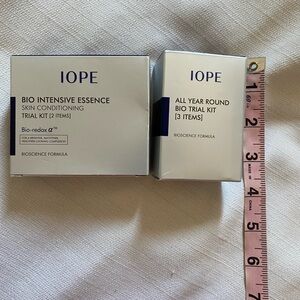 IOPE
BIO INTENSIVE ESSENCE
SKIN CONDITIONING
TRIAL KIT [2 ITEMS]
Bio-redox α™
BIOSCIENCE FORMULA
IOPE
ALL YEAR ROUND
BIO TRIAL KIT
[3 ITEMS]
BIOSCIENCE FORMULA
1
2
3
4
5
6
7